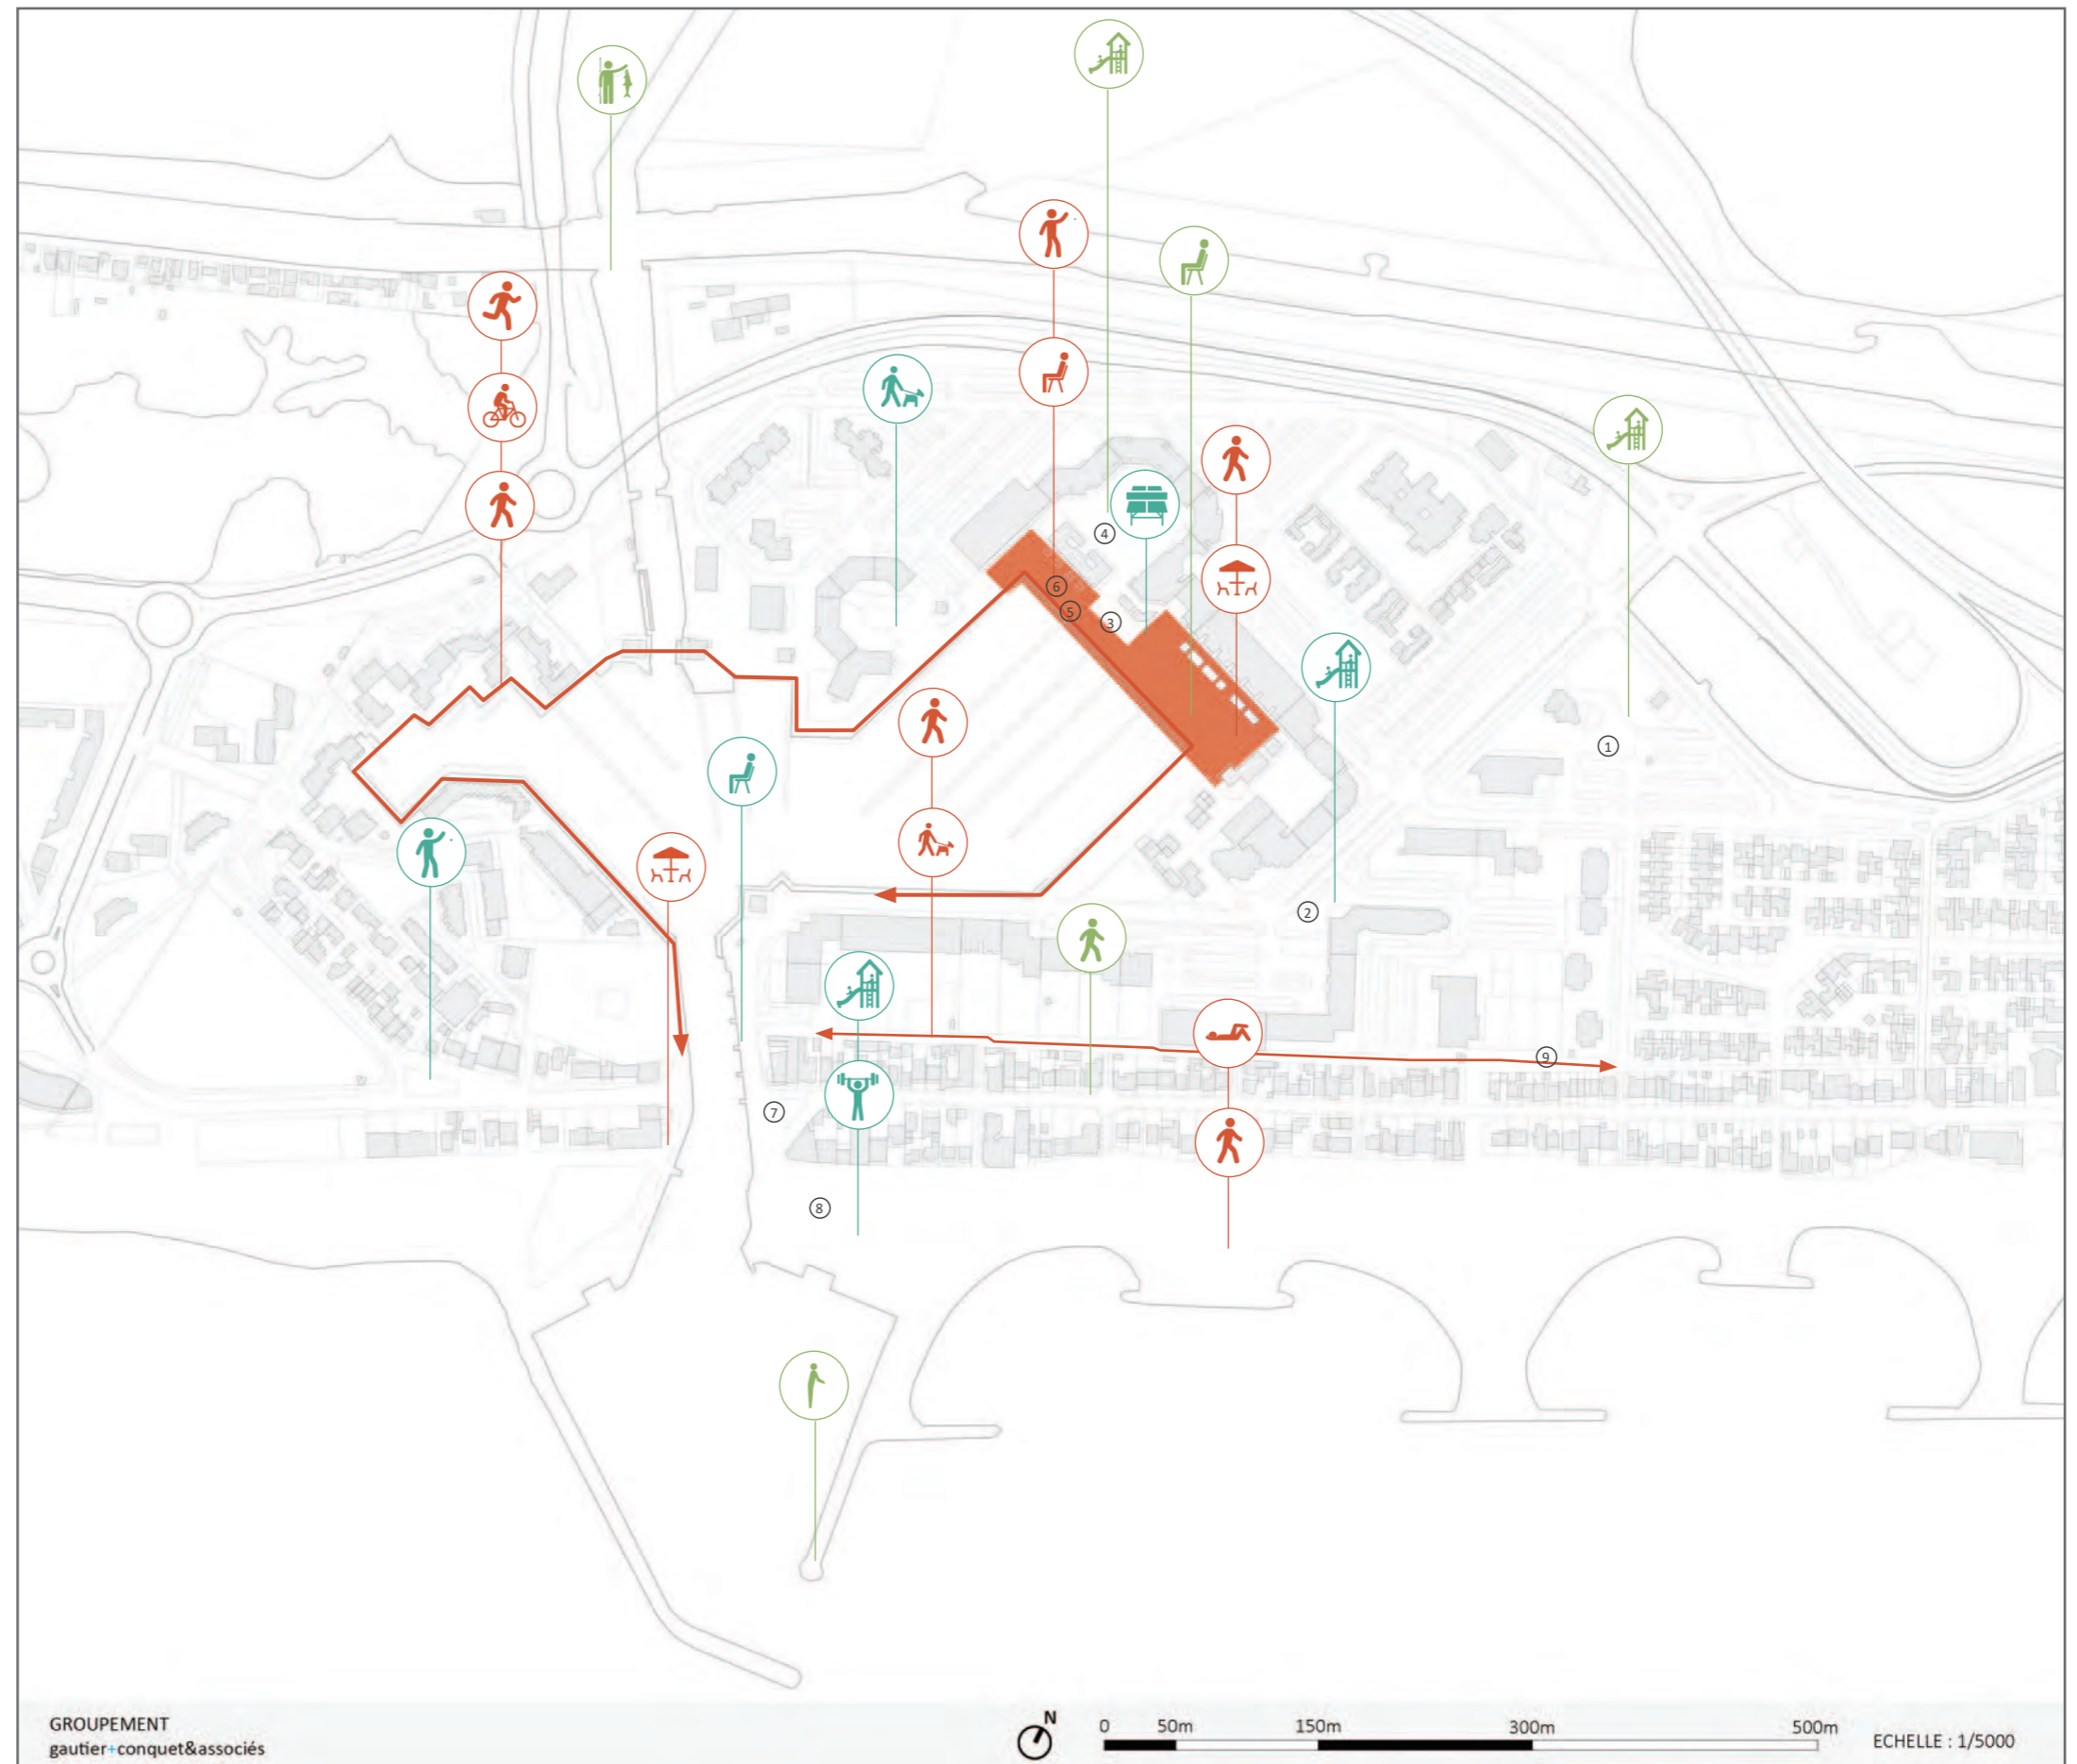 4
6
5
3
1
2
9
7
8
GROUPEMENT
gautier+conquet&associés
N
0 50m 150m 300m 500m
ECHELLE : 1/5000